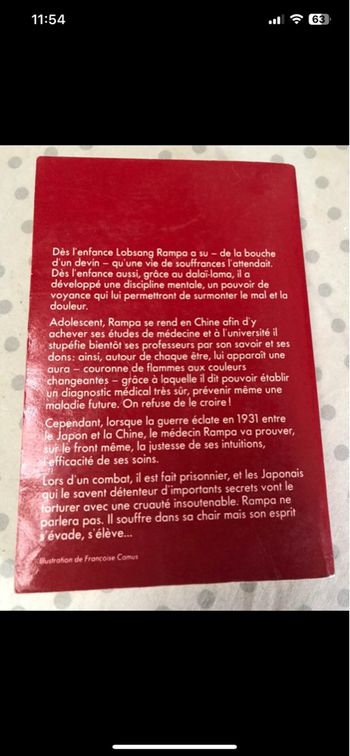 11:54
63
Dès l'enfance Lobsang Rampa a su – de la bouche
d'un devin – qu'une vie de souffrances l'attendait.
Dès l'enfance aussi, grâce au dalaï-lama, il a
développé une discipline mentale, un pouvoir de
voyance qui lui permettront de surmonter le mal et la
douleur.
Adolescent, Rampa se rend en Chine afin d'y
achever ses études de médecine et à l'université il
stupéfie bientôt ses professeurs par son savoir et ses
dons : ainsi, autour de chaque être, lui apparaît une
aura – couronne de flammes aux couleurs
changeantes – grâce à laquelle il dit pouvoir établir
un diagnostic médical très sûr, prévenir même une
maladie future. On refuse de le croire !
Cependant, lorsque la guerre éclate en 1931 entre
le Japon et la Chine, le médecin Rampa va prouver,
sur le front même, la justesse de ses intuitions,
l'efficacité de ses soins.
Lors d'un combat, il est fait prisonnier, et les Japonais
qui le savent détenteur d'importants secrets vont le
torturer avec une cruauté insoutenable. Rampa ne
parlera pas. Il souffre dans sa chair mais son esprit
s'évade, s'élève...
Illustration de Françoise Camus